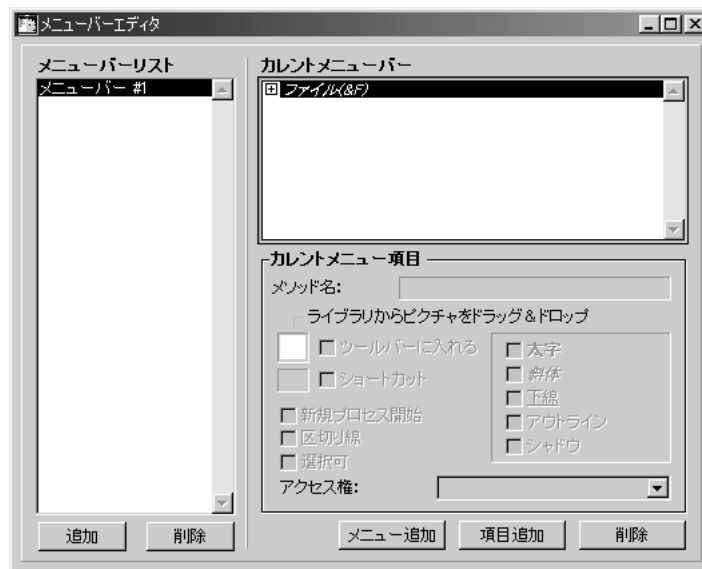 メニューバーエディタ
メニューバーリスト
メニューバー #1
追加
削除
カレントメニューバー
ファイル(&F)
カレントメニュー項目
メソッド名:
ライブラリからピクチャをドラッグ&ドロップ
ツールバーに入れる
ショートカット
新規プロセス開始
区切り線
選択可
太字
斜体
下線
アウトライン
シャドウ
アクセス権:
メニュー追加
項目追加
削除